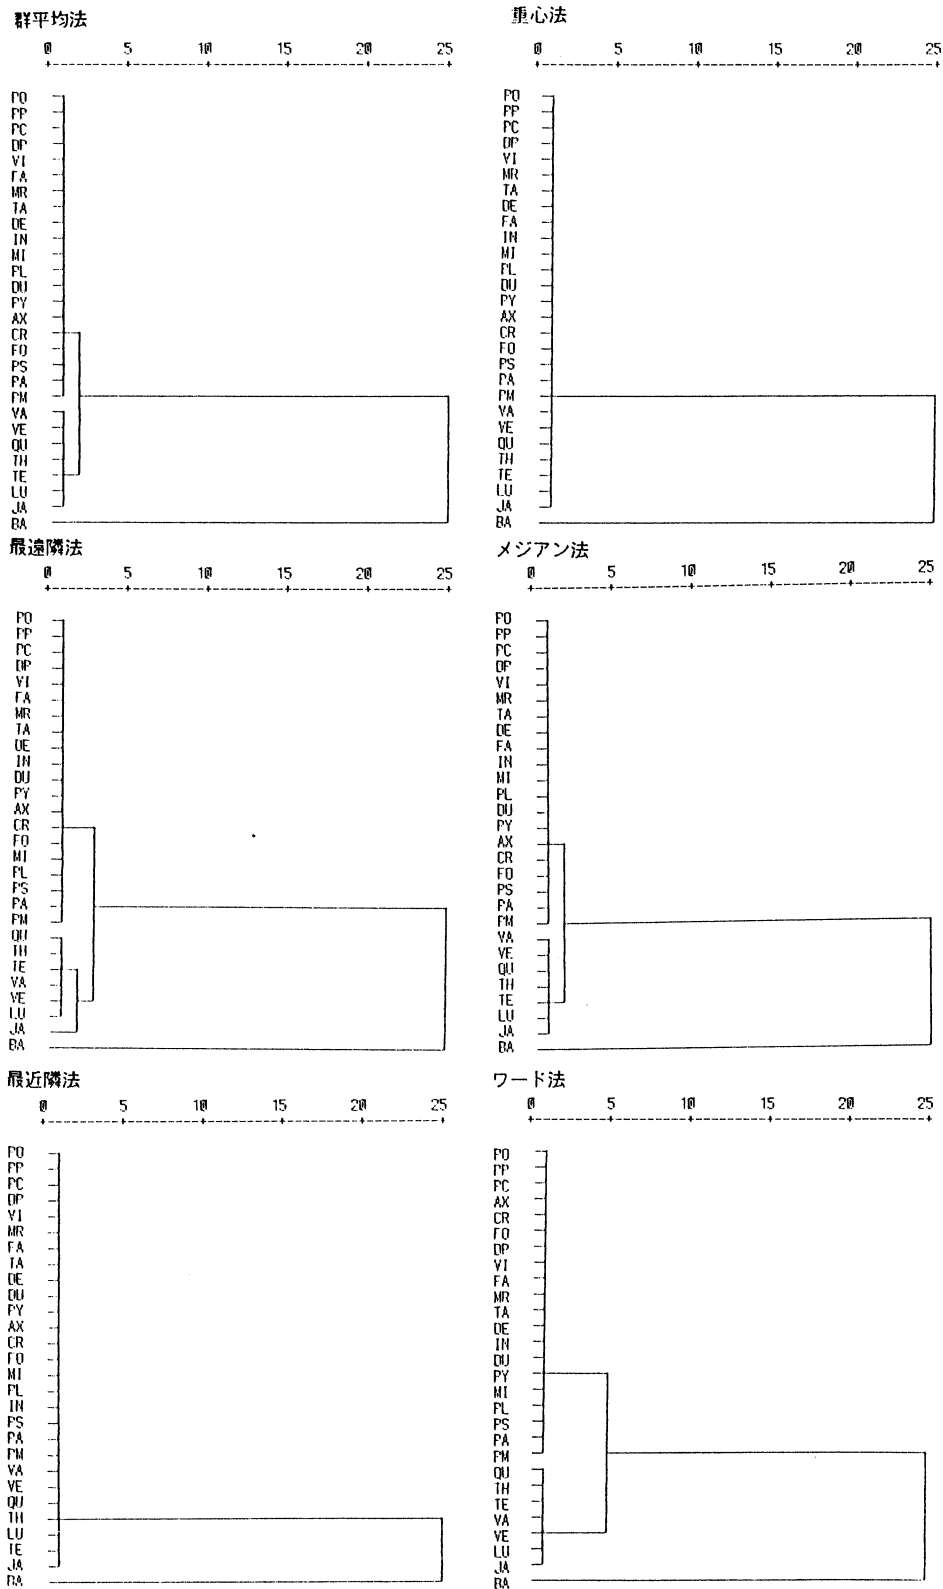 群平均法
0 5 10 15 20 25
PO
PP
PC
DP
VI
FA
MR
TA
DE
IN
MI
PL
DU
PY
AX
CR
FO
PS
PA
PM
VA
VE
QU
TH
TE
LU
JA
BA
重心法
0 5 10 15 20 25
PO
PP
PC
DP
VI
MR
TA
DE
FA
IN
MI
PL
DU
PY
AX
CR
FO
PS
PA
PM
VA
VE
QU
TH
TE
LU
JA
BA
最遠隣法
0 5 10 15 20 25
PO
PP
PC
DP
VI
FA
MR
TA
DE
IN
DU
PY
AX
CR
FO
MI
PL
PS
PA
PM
QU
TH
TE
VA
VE
LU
JA
BA
メジアン法
0 5 10 15 20 25
PO
PP
PC
DP
VI
MR
TA
DE
FA
IN
MI
PL
DU
PY
AX
CR
FO
PS
PA
PM
VA
VE
QU
TH
TE
LU
JA
BA
最近隣法
0 5 10 15 20 25
PO
PP
PC
DP
VI
MR
FA
TA
DE
DU
PY
AX
CR
FO
MI
PL
IN
PS
PA
PM
VA
VE
QU
TH
LU
TE
JA
BA
ワード法
0 5 10 15 20 25
PO
PP
PC
AX
CR
FO
DP
VI
FA
MR
TA
DE
IN
DU
PY
MI
PL
PS
PA
PM
QU
TH
TE
VA
VE
LU
JA
BA